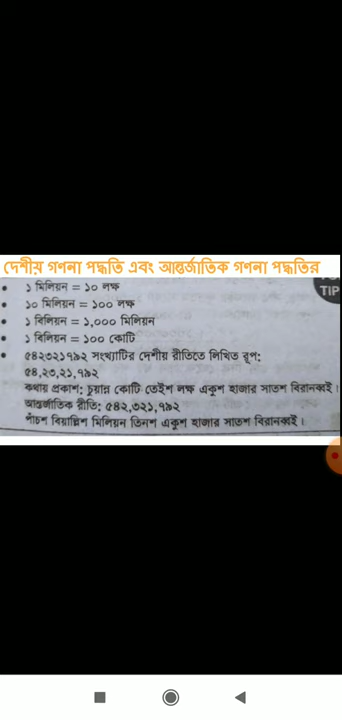 দেশীয় গণনা পদ্ধতি এবং আন্তর্জাতিক গণনা পদ্ধতির
TIP
১ মিলিয়ন = ১০ লক্ষ
১০ মিলিয়ন = ১০০ লক্ষ
১ বিলিয়ন = ১,০০০ মিলিয়ন
১ বিলিয়ন = ১০০ কোটি
৫৪২৩২১৭৯২ সংখ্যাটির দেশীয় রীতিতে লিখিত রূপ:
৫৪,২৩,২১,৭৯২
কথায় প্রকাশ: চুয়ান্ন কোটি তেইশ লক্ষ একুশ হাজার সাতশ বিরানব্বই।
আন্তর্জাতিক রীতি: ৫৪২,৩২১,৭৯২
পাঁচশ বিয়াল্লিশ মিলিয়ন তিনশ একুশ হাজার সাতশ বিরানব্বই।